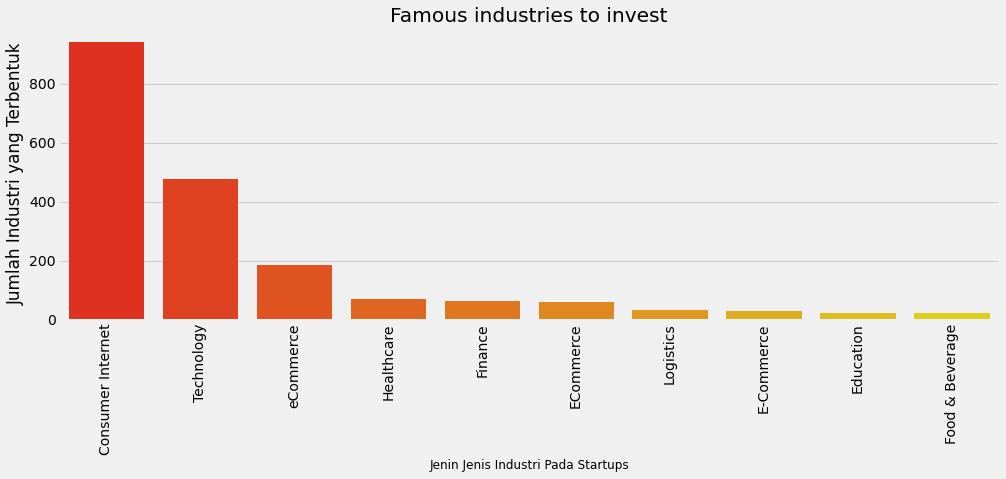 Famous industries to invest
Jumlah Industri yang Terbentuk
800
600
400
200
0
Consumer Internet
Technology
eCommerce
Healthcare
Finance
ECommerce
Logistics
E-Commerce
Education
Food & Beverage
Jenin Jenis Industri Pada Startups